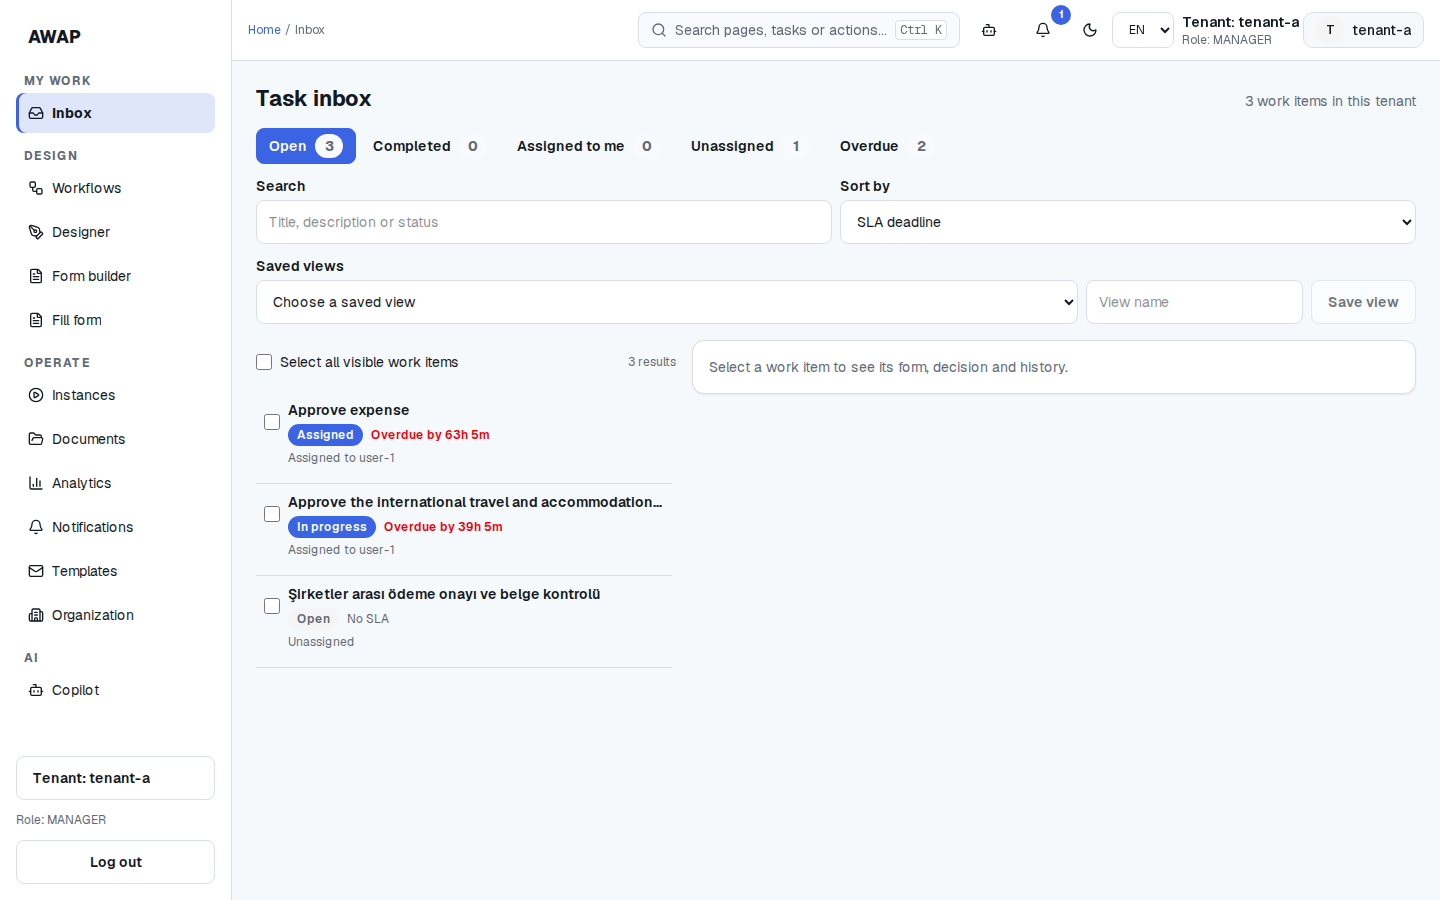 AWAP
MY WORK
Inbox
DESIGN
Workflows
Designer
Form builder
Fill form
OPERATE
Instances
Documents
Analytics
Notifications
Templates
Organization
AI
Copilot
Tenant: tenant-a
Role: MANAGER
Log out
Home / Inbox
Search pages, tasks or actions... Ctrl K
1
EN
Tenant: tenant-a
Role: MANAGER
T tenant-a
Task inbox
3 work items in this tenant
Open 3 Completed 0 Assigned to me 0 Unassigned 1 Overdue 2
Search
Title, description or status
Sort by
SLA deadline
Saved views
Choose a saved view
View name
Save view
Select all visible work items
3 results
Approve expense
Assigned Overdue by 63h 5m
Assigned to user-1
Approve the international travel and accommodation...
In progress Overdue by 39h 5m
Assigned to user-1
Şirketler arası ödeme onayı ve belge kontrolü
Open No SLA
Unassigned
Select a work item to see its form, decision and history.